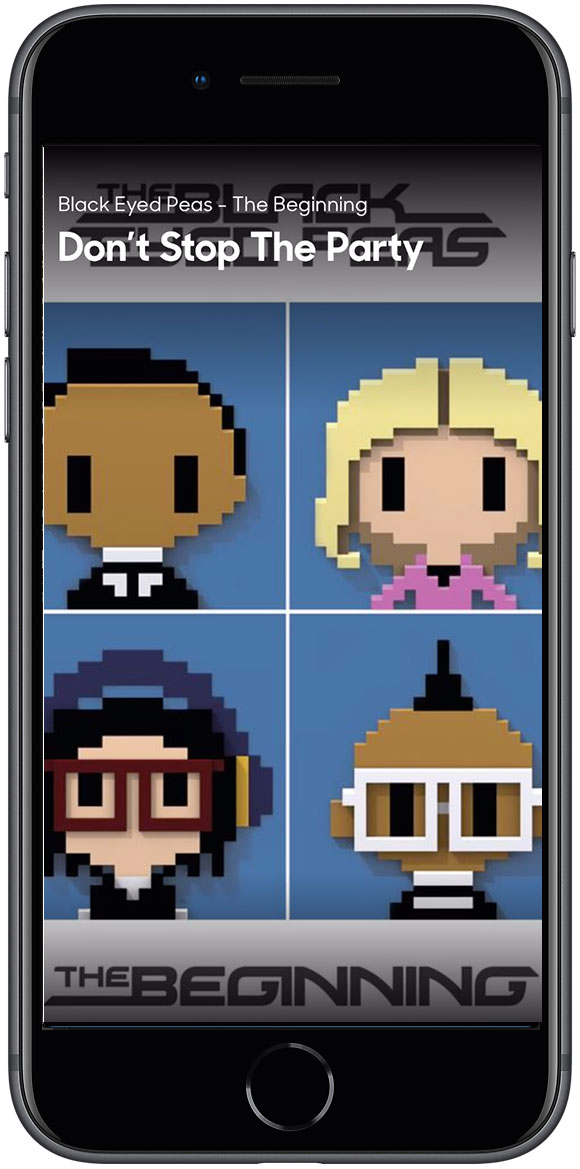 THE BLACK
EYED PEAS
Black Eyed Peas - The Beginning
Don't Stop The Party
THE BEGINNING